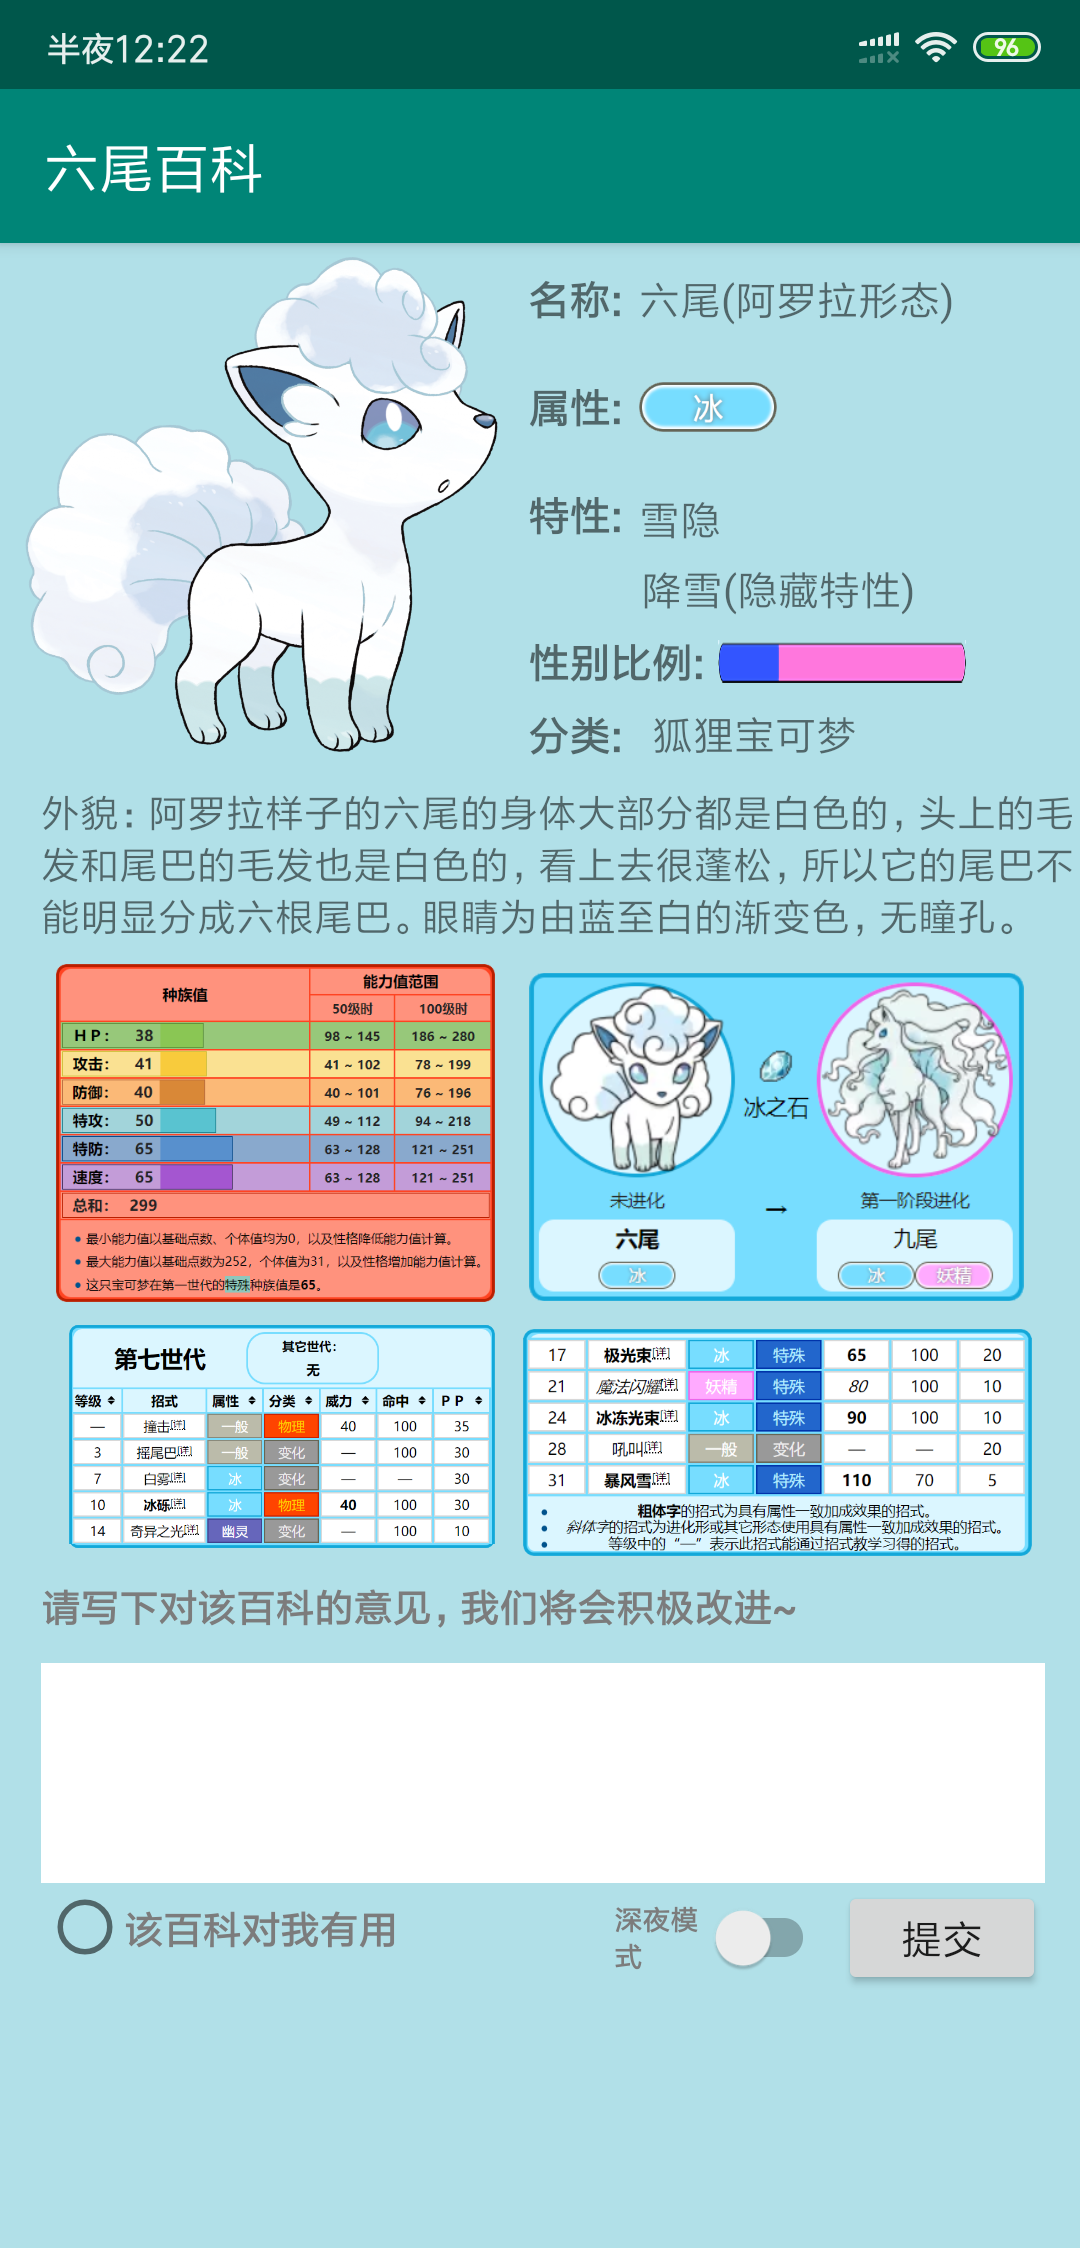 半夜12:22
96
六尾百科
名称: 六尾(阿罗拉形态)
属性: 冰
特性: 雪隐
降雪(隐藏特性)
性别比例:
分类: 狐狸宝可梦
外貌：阿罗拉样子的六尾的身体大部分都是白色的，头上的毛
发和尾巴的毛发也是白色的，看上去很蓬松，所以它的尾巴不
能明显分成六根尾巴。眼睛为由蓝至白的渐变色，无瞳孔。
种族值 能力值范围
50级时 100级时
ＨＰ： 38 98 ~ 145 186 ~ 280
攻击： 41 41 ~ 102 78 ~ 199
防御： 40 40 ~ 101 76 ~ 196
特攻： 50 49 ~ 112 94 ~ 218
特防： 65 63 ~ 128 121 ~ 251
速度： 65 63 ~ 128 121 ~ 251
总和： 299
• 最小能力值以基础点数、个体值均为0，以及性格降低能力值计算。
• 最大能力值以基础点数为252，个体值为31，以及性格增加能力值计算。
• 这只宝可梦在第一世代的特殊种族值是65。
冰之石
未进化 → 第一阶段进化
六尾 九尾
冰 冰 妖精
第七世代 其它世代：
无
等级 招式 属性 分类 威力 命中 ＰＰ
— 撞击[详] 一般 物理 40 100 35
3 摇尾巴[详] 一般 变化 — 100 30
7 白雾[详] 冰 变化 — — 30
10 冰砾[详] 冰 物理 40 100 30
14 奇异之光[详] 幽灵 变化 — 100 10
17 极光束[详] 冰 特殊 65 100 20
21 魔法闪耀[详] 妖精 特殊 80 100 10
24 冰冻光束[详] 冰 特殊 90 100 10
28 吼叫[详] 一般 变化 — — 20
31 暴风雪[详] 冰 特殊 110 70 5
• 粗体字的招式为具有属性一致加成效果的招式。
• 斜体字的招式为进化形或其它形态使用具有属性一致加成效果的招式。
• 等级中的“—”表示此招式能通过招式教学习得的招式。
请写下对该百科的意见，我们将会积极改进~
该百科对我有用
深夜模
式
提交